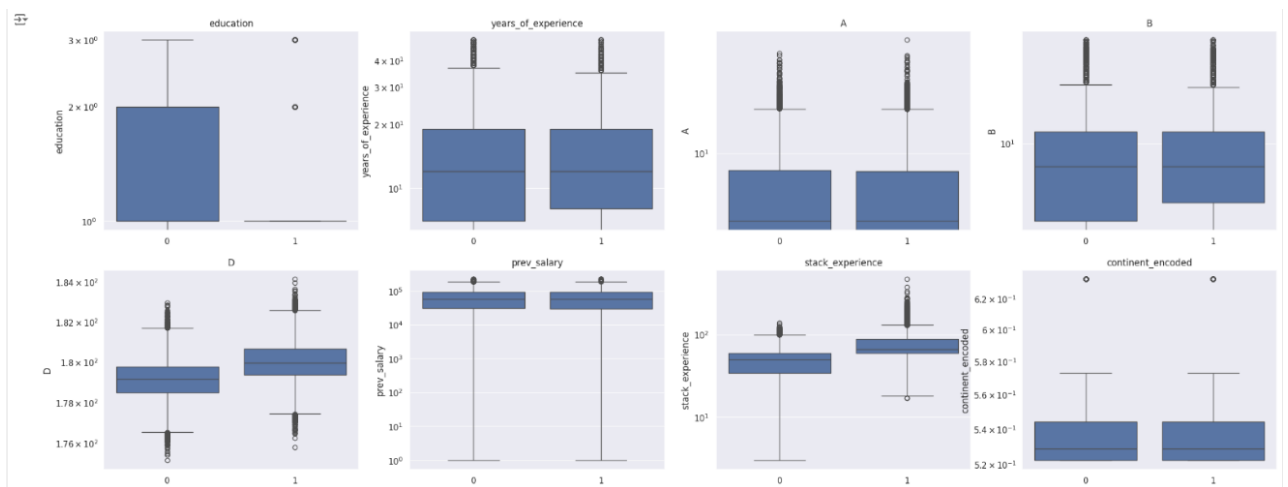 education
education
3 × 10⁰
2 × 10⁰
10⁰
0 1
years_of_experience
years_of_experience
4 × 10¹
3 × 10¹
2 × 10¹
10¹
0 1
A
A
10¹
0 1
B
B
10¹
0 1
D
D
1.84 × 10²
1.82 × 10²
1.8 × 10²
1.78 × 10²
1.76 × 10²
0 1
prev_salary
prev_salary
10⁵
10⁴
10³
10²
10¹
10⁰
0 1
stack_experience
stack_experience
10²
10¹
0 1
continent_encoded
continent_encoded
6.2 × 10⁻¹
6 × 10⁻¹
5.8 × 10⁻¹
5.6 × 10⁻¹
5.4 × 10⁻¹
5.2 × 10⁻¹
0 1